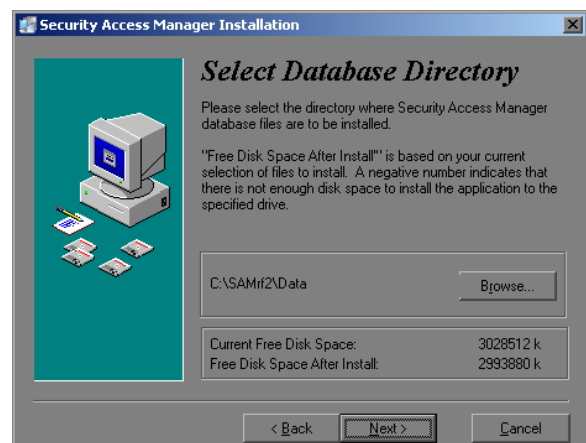 Security Access Manager Installation
Select Database Directory
Please select the directory where Security Access Manager
database files are to be installed.
"Free Disk Space After Install"' is based on your current
selection of files to install. A negative number indicates that
there is not enough disk space to install the application to the
specified drive.
C:\SAMrf2\Data
Browse...
Current Free Disk Space: 3028512 k
Free Disk Space After Install: 2993880 k
< Back Next > Cancel